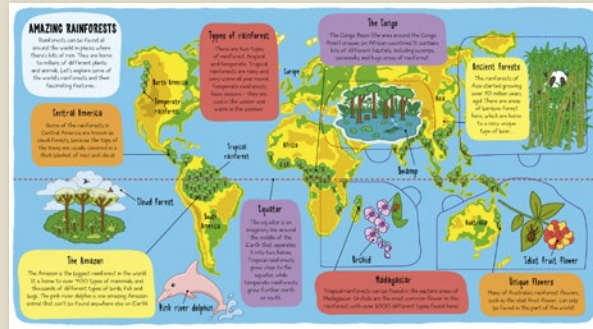 AMAZING RAINFORESTS
Rainforests can be found all
around the world in places where
there's lots of rain. They are home
to millions of different plants
and animals. Let's explore some of
the world's rainforests and their
fascinating features...
Types of rainforest
There are two types
of rainforest, tropical
and temperate. Tropical
rainforests are rainy and
very warm all year round.
Temperate rainforests
have seasons – they are
cool in the winter and
warm in the summer.
The Congo
The Congo Basin (the area around the Congo
River) crosses six African countries! It contains
lots of different habitats, including swamps,
and huge areas of rainforest.
Ancient Forests
The rainforests of
Asia started growing
over 70 million years
ago! There are areas
of bamboo forest
here, which are home
to a very unique
type of bear...
North America
Temperate
rainforests
Europe
Asia
Central America
Some of the rainforests in
Central America are known as
cloud forests, because the tops of
the trees are usually covered in a
thick blanket of mist and cloud.
Tropical
rainforest
Africa
Swamp
Cloud forest
South
America
Equator
The equator is an
imaginary line around
the middle of the
Earth that separates
it into two halves.
Tropical rainforests
grow close to the
equator, while
temperate rainforests
grow further north
or south.
Orchid
Australia
Idiot fruit flower
The Amazon
The Amazon is the biggest rainforest in the world.
It is home to over 400 types of mammals, and
thousands of different types of birds, fish and
bugs. The pink river dolphin is one amazing Amazon
animal that can't be found anywhere else on Earth!
Pink river dolphin
Madagascar
Tropical rainforests can be found in the eastern areas of
Madagascar. Orchids are the most common flower in this
rainforest, with over 1000 different types found here!
Unique flowers
Many of Australia's rainforest flowers,
such as the idiot fruit flower, can only
be found in this part of the world.